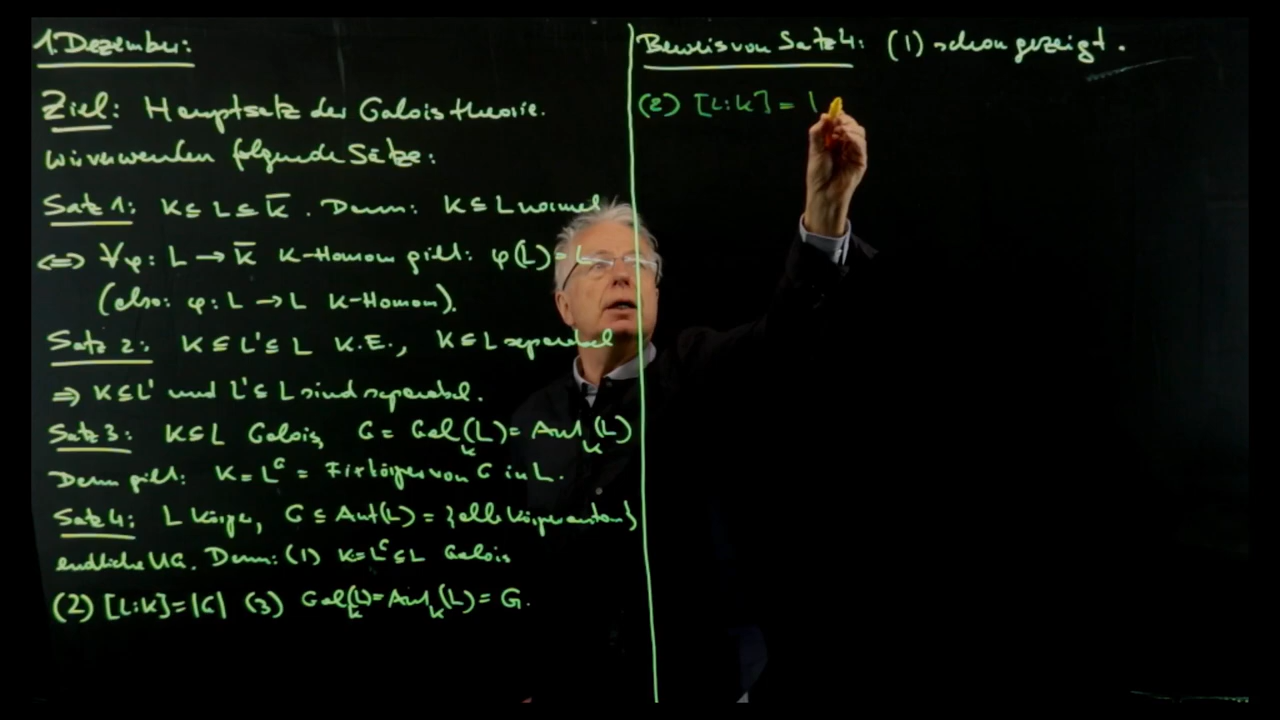 1. Dezember:
Ziel: Hauptsatz der Galoistheorie.
Wir verwenden folgende Sätze:
Satz 1: K ⊆ L ⊆ K̅. Dann: K ⊆ L normal
⟺ ∀φ: L → K̅ K-Homom gilt: φ(L) = L
(also: φ: L → L K-Homom).
Satz 2: K ⊆ L' ⊆ L K.E., K ⊆ L separabel
⇒ K ⊆ L' und L' ⊆ L sind separabel.
Satz 3: K ⊆ L Galois, G = Gal_K(L) = Aut_K(L)
Dann gilt: K = L^G = Fixkörper von G in L.
Satz 4: L Körper, G ⊆ Aut(L) = {alle Körperautom}
endliche UG. Dann: (1) K = L^G ⊆ L Galois
(2) [L:K] = |G| (3) Gal_K(L) = Aut_K(L) = G.
Beweis von Satz 4: (1) schon gezeigt.
(2) [L:K] = |